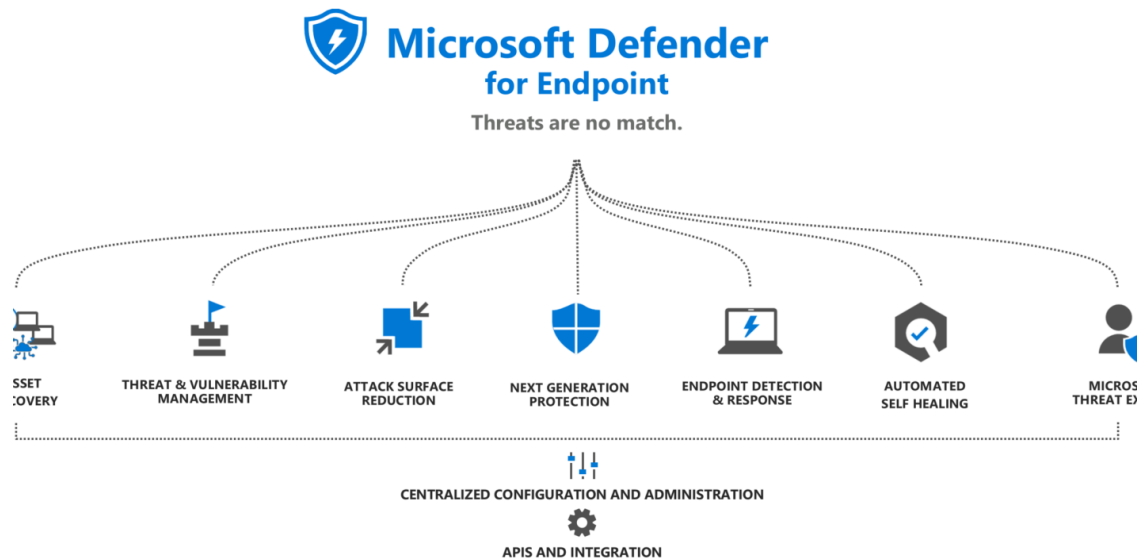 Microsoft Defender
for Endpoint
Threats are no match.
SSET
COVERY
THREAT & VULNERABILITY
MANAGEMENT
ATTACK SURFACE
REDUCTION
NEXT GENERATION
PROTECTION
ENDPOINT DETECTION
& RESPONSE
AUTOMATED
SELF HEALING
MICROS
THREAT EX
CENTRALIZED CONFIGURATION AND ADMINISTRATION
APIS AND INTEGRATION